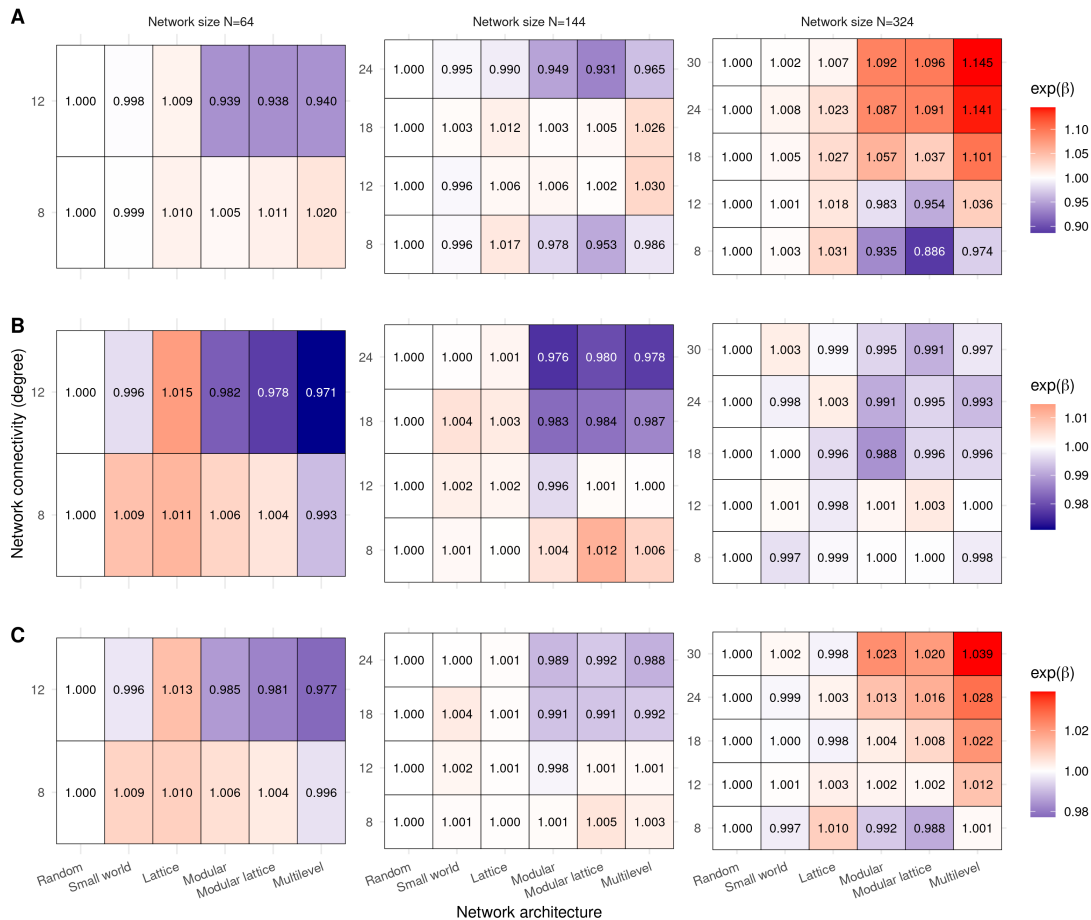 A
Network size N=64
Network size N=144
Network size N=324
12 1.000 0.998 1.009 0.939 0.938 0.940
8 1.000 0.999 1.010 1.005 1.011 1.020
24 1.000 0.995 0.990 0.949 0.931 0.965
18 1.000 1.003 1.012 1.003 1.005 1.026
12 1.000 0.996 1.006 1.006 1.002 1.030
8 1.000 0.996 1.017 0.978 0.953 0.986
30 1.000 1.002 1.007 1.092 1.096 1.145
24 1.000 1.008 1.023 1.087 1.091 1.141
18 1.000 1.005 1.027 1.057 1.037 1.101
12 1.000 1.001 1.018 0.983 0.954 1.036
8 1.000 1.003 1.031 0.935 0.886 0.974
exp(β)
1.10
1.05
1.00
0.95
0.90
B
12 1.000 0.996 1.015 0.982 0.978 0.971
8 1.000 1.009 1.011 1.006 1.004 0.993
24 1.000 1.000 1.001 0.976 0.980 0.978
18 1.000 1.004 1.003 0.983 0.984 0.987
12 1.000 1.002 1.002 0.996 1.001 1.000
8 1.000 1.001 1.000 1.004 1.012 1.006
30 1.000 1.003 0.999 0.995 0.991 0.997
24 1.000 0.998 1.003 0.991 0.995 0.993
18 1.000 1.000 0.996 0.988 0.996 0.996
12 1.000 1.001 0.998 1.001 1.003 1.000
8 1.000 0.997 0.999 1.000 1.000 0.998
exp(β)
1.01
1.00
0.99
0.98
Network connectivity (degree)
C
12 1.000 0.996 1.013 0.985 0.981 0.977
8 1.000 1.009 1.010 1.006 1.004 0.996
24 1.000 1.000 1.001 0.989 0.992 0.988
18 1.000 1.004 1.001 0.991 0.991 0.992
12 1.000 1.002 1.001 0.998 1.001 1.001
8 1.000 1.001 1.000 1.001 1.005 1.003
30 1.000 1.002 0.998 1.023 1.020 1.039
24 1.000 0.999 1.003 1.013 1.016 1.028
18 1.000 1.000 0.998 1.004 1.008 1.022
12 1.000 1.001 1.003 1.002 1.002 1.012
8 1.000 0.997 1.010 0.992 0.988 1.001
exp(β)
1.02
1.00
0.98
Random Small world Lattice Modular Modular lattice Multilevel
Random Small world Lattice Modular Modular lattice Multilevel
Random Small world Lattice Modular Modular lattice Multilevel
Network architecture